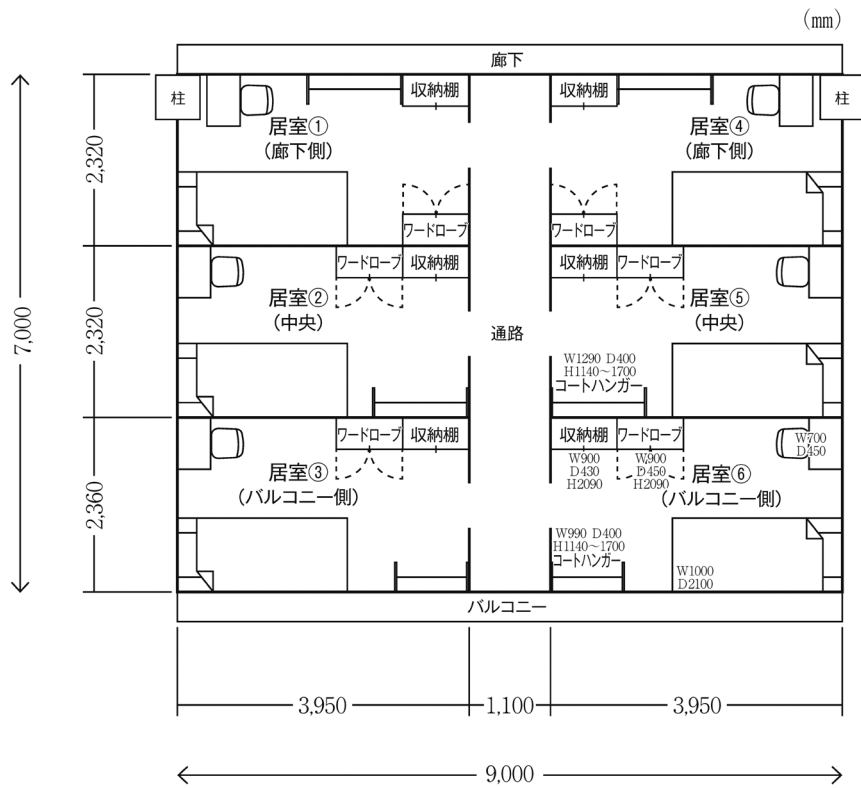 (mm)
廊下
柱
収納棚
収納棚
柱
居室①
(廊下側)
居室④
(廊下側)
2,320
ワードローブ
ワードローブ
ワードローブ
収納棚
収納棚
ワードローブ
居室②
(中央)
居室⑤
(中央)
7,000
2,320
通路
W1290 D400
H1140～1700
コートハンガー
ワードローブ
収納棚
収納棚
ワードローブ
W700
D450
W900
D430
H2090
W900
D450
H2090
居室③
(バルコニー側)
居室⑥
(バルコニー側)
2,360
W990 D400
H1140～1700
コートハンガー
W1000
D2100
バルコニー
3,950
1,100
3,950
9,000